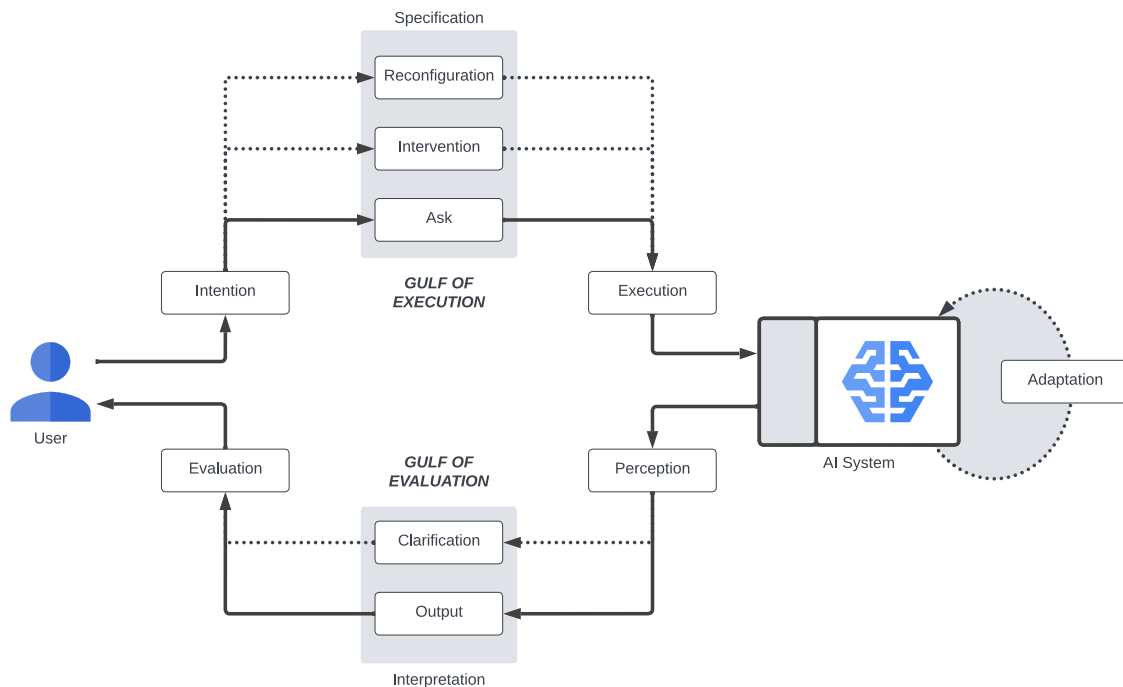 Specification
Reconfiguration
Intervention
Ask
GULF OF
EXECUTION
Intention
Execution
Adaptation
User
AI System
Evaluation
GULF OF
EVALUATION
Perception
Clarification
Output
Interpretation